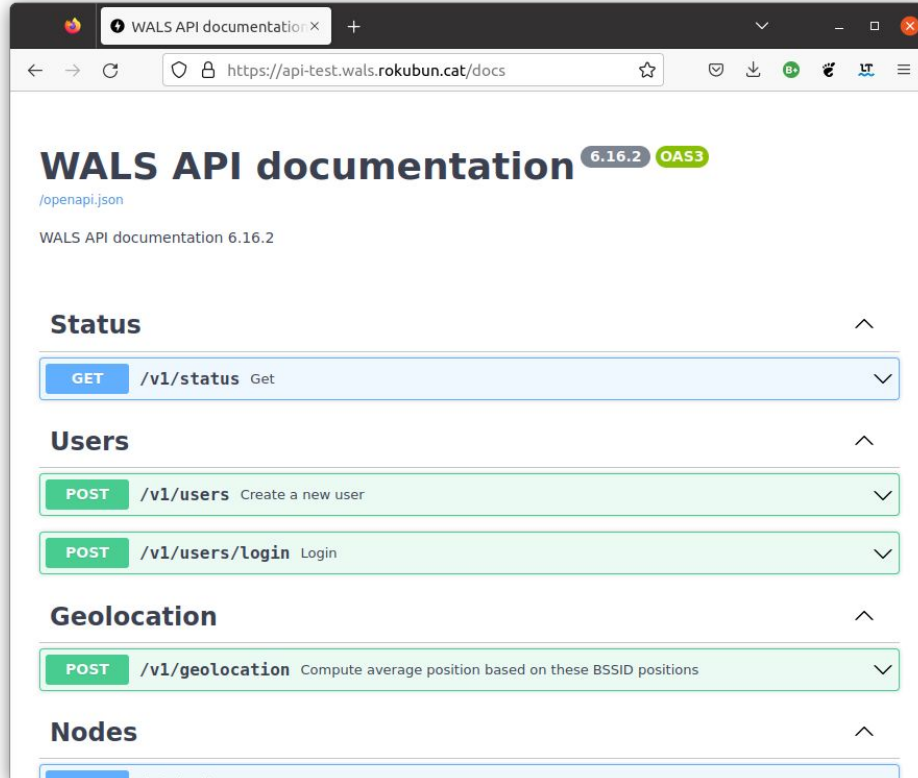 WALS API documentation
https://api-test.wals.rokubun.cat/docs
WALS API documentation 6.16.2 OAS3
/openapi.json
WALS API documentation 6.16.2
Status
GET /v1/status Get
Users
POST /v1/users Create a new user
POST /v1/users/login Login
Geolocation
POST /v1/geolocation Compute average position based on these BSSID positions
Nodes